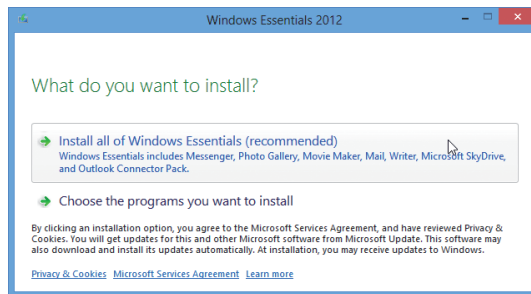 Windows Essentials 2012
What do you want to install?
Install all of Windows Essentials (recommended)
Windows Essentials includes Messenger, Photo Gallery, Movie Maker, Mail, Writer, Microsoft SkyDrive,
and Outlook Connector Pack.
Choose the programs you want to install
By clicking an installation option, you agree to the Microsoft Services Agreement, and have reviewed Privacy &
Cookies. You will get updates for this and other Microsoft software from Microsoft Update. This software may
also download and install its updates automatically. At installation, you may receive updates to Windows.
Privacy & Cookies Microsoft Services Agreement Learn more